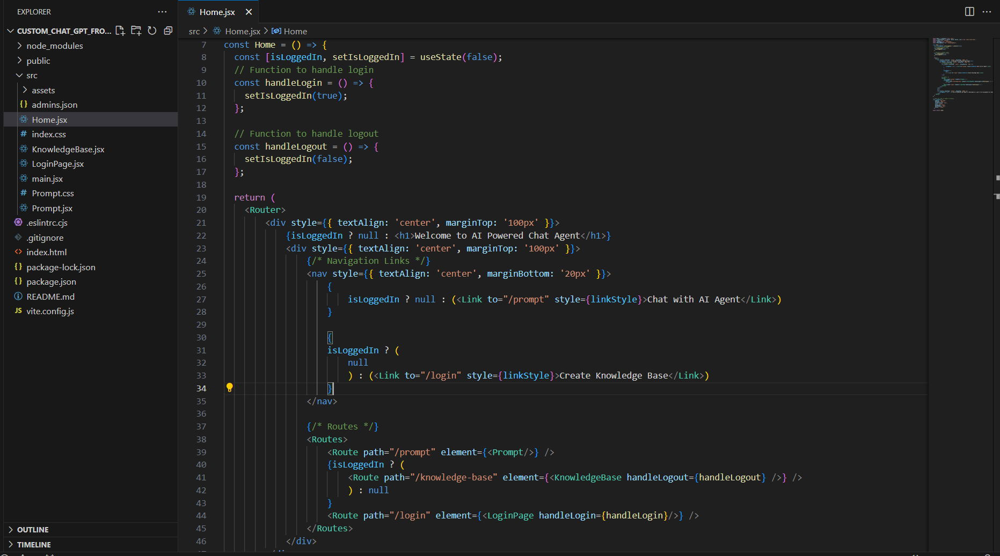 EXPLORER
CUSTOM_CHAT_GPT_FRO...
node_modules
public
src
assets
{} admins.json
Home.jsx
# index.css
KnowledgeBase.jsx
LoginPage.jsx
main.jsx
# Prompt.css
Prompt.jsx
.eslintrc.cjs
.gitignore
<> index.html
{} package-lock.json
{} package.json
README.md
JS vite.config.js
OUTLINE
TIMELINE
Home.jsx
src > Home.jsx > Home
7 const Home = () => {
8 const [isLoggedIn, setIsLoggedIn] = useState(false);
9 // Function to handle login
10 const handleLogin = () => {
11 setIsLoggedIn(true);
12 };
13
14 // Function to handle logout
15 const handleLogout = () => {
16 setIsLoggedIn(false);
17 };
18
19 return (
20 <Router>
21 <div style={{ textAlign: 'center', marginTop: '100px' }}>
22 {isLoggedIn ? null : <h1>Welcome to AI Powered Chat Agent</h1>}
23 <div style={{ textAlign: 'center', marginTop: '100px' }}>
24 {/* Navigation Links */}
25 <nav style={{ textAlign: 'center', marginBottom: '20px' }}>
26 {
27 isLoggedIn ? null : (<Link to="/prompt" style={linkStyle}>Chat with AI Agent</Link>)
28 }
29
30 {
31 isLoggedIn ? (
32 null
33 ) : (<Link to="/login" style={linkStyle}>Create Knowledge Base</Link>)
34 }
35 </nav>
36
37 {/* Routes */}
38 <Routes>
39 <Route path="/prompt" element={<Prompt/>} />
40 {isLoggedIn ? (
41 <Route path="/knowledge-base" element={<KnowledgeBase handleLogout={handleLogout} />} />
42 ) : null
43 }
44 <Route path="/login" element={<LoginPage handleLogin={handleLogin}/>} />
45 </Routes>
46 </div>